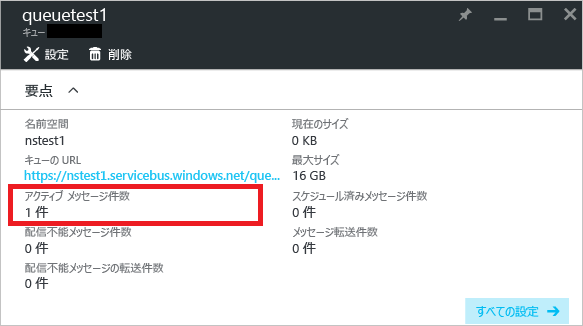 queuetest1
キュー
設定
削除
要点
名前空間
nstest1
キューの URL
https://nstest1.servicebus.windows.net/que...
アクティブ メッセージ件数
1 件
配信不能メッセージ件数
0 件
配信不能メッセージの転送件数
0 件
現在のサイズ
0 KB
最大サイズ
16 GB
スケジュール済みメッセージ件数
0 件
メッセージ転送件数
0 件
すべての設定